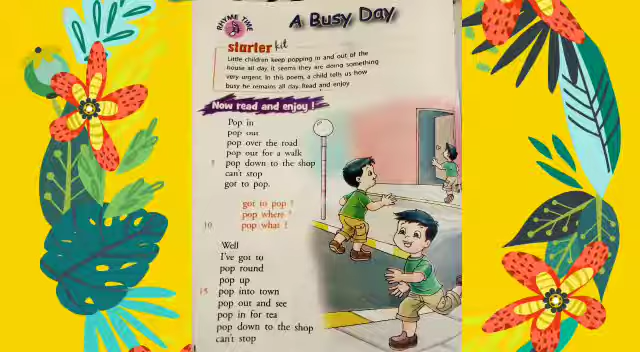 RHYME TIME
A Busy Day
starter kit
Little children keep popping in and out of the
house all day, it seems they are doing something
very urgent. In this poem, a child tells us how
busy he remains all day. Read and enjoy.
Now read and enjoy !
Pop in
pop out
pop over the road
pop out for a walk
5 pop down to the shop
can't stop
got to pop.
got to pop ?
pop where ?
10 pop what !
Well
I've got to
pop round
pop up
15 pop into town
pop out and see
pop in for tea
pop down to the shop
can't stop